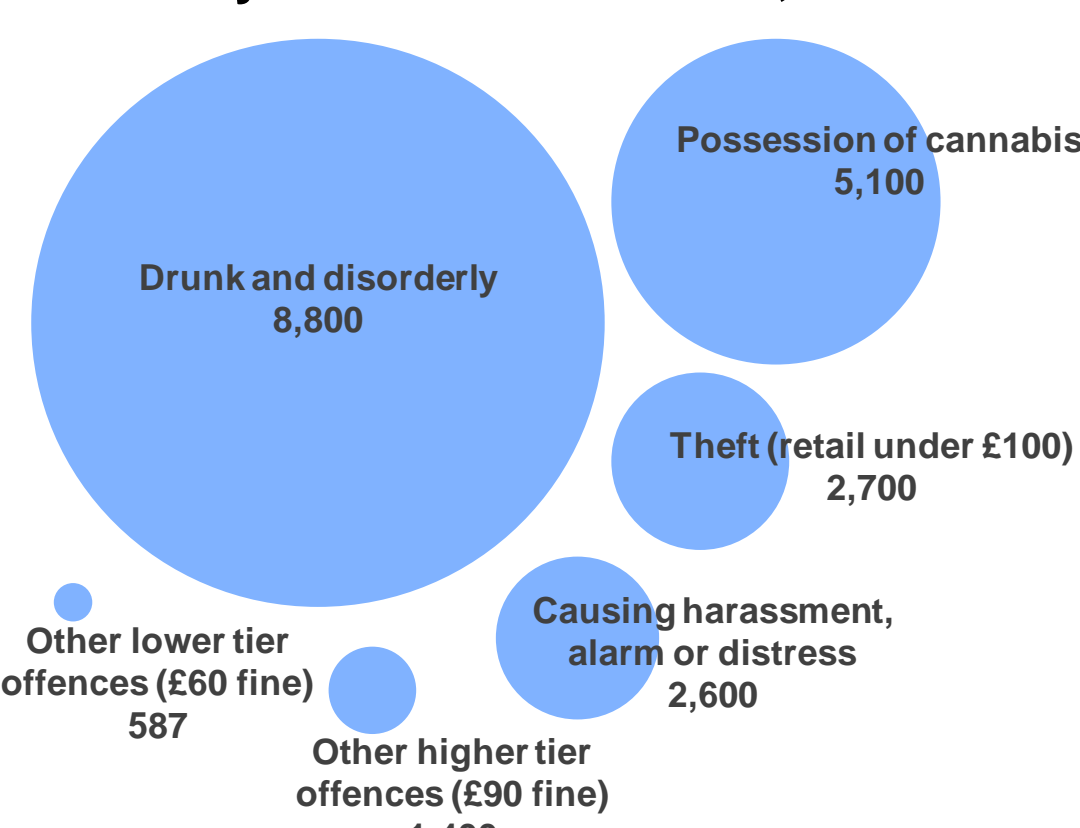 Drunk and disorderly
8,800
Possession of cannabis
5,100
Theft (retail under £100)
2,700
Causing harassment,
alarm or distress
2,600
Other lower tier
offences (£60 fine)
587
Other higher tier
offences (£90 fine)